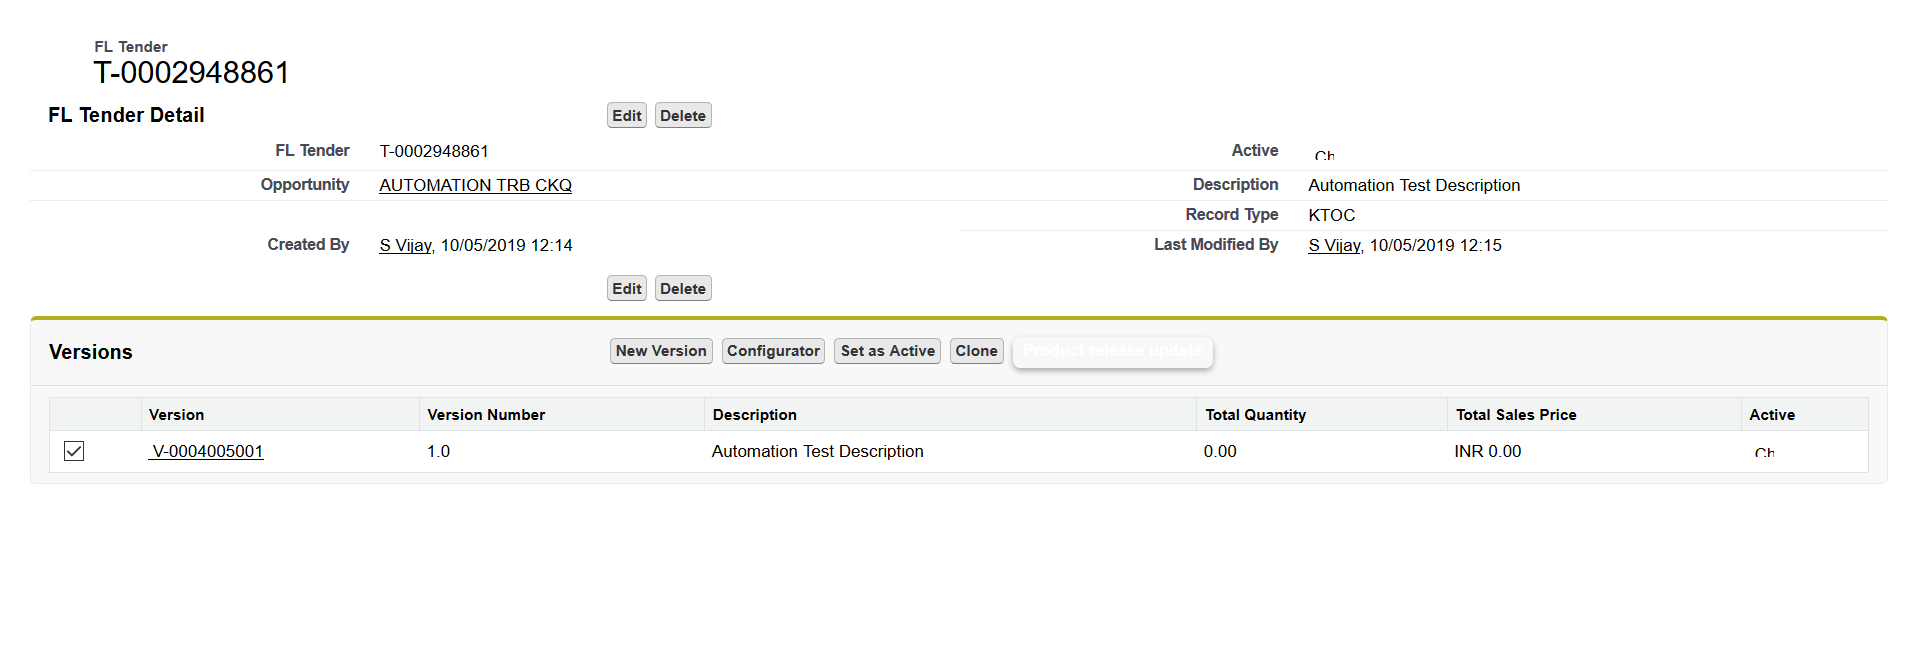 FL Tender
T-0002948861
FL Tender Detail Edit Delete
FL Tender T-0002948861 Active Ch
Opportunity AUTOMATION TRB CKQ Description Automation Test Description
Record Type KTOC
Created By S Vijay, 10/05/2019 12:14 Last Modified By S Vijay, 10/05/2019 12:15
Edit Delete
Versions New Version Configurator Set as Active Clone Product release update
Version Version Number Description Total Quantity Total Sales Price Active
V-0004005001 1.0 Automation Test Description 0.00 INR 0.00 Ch